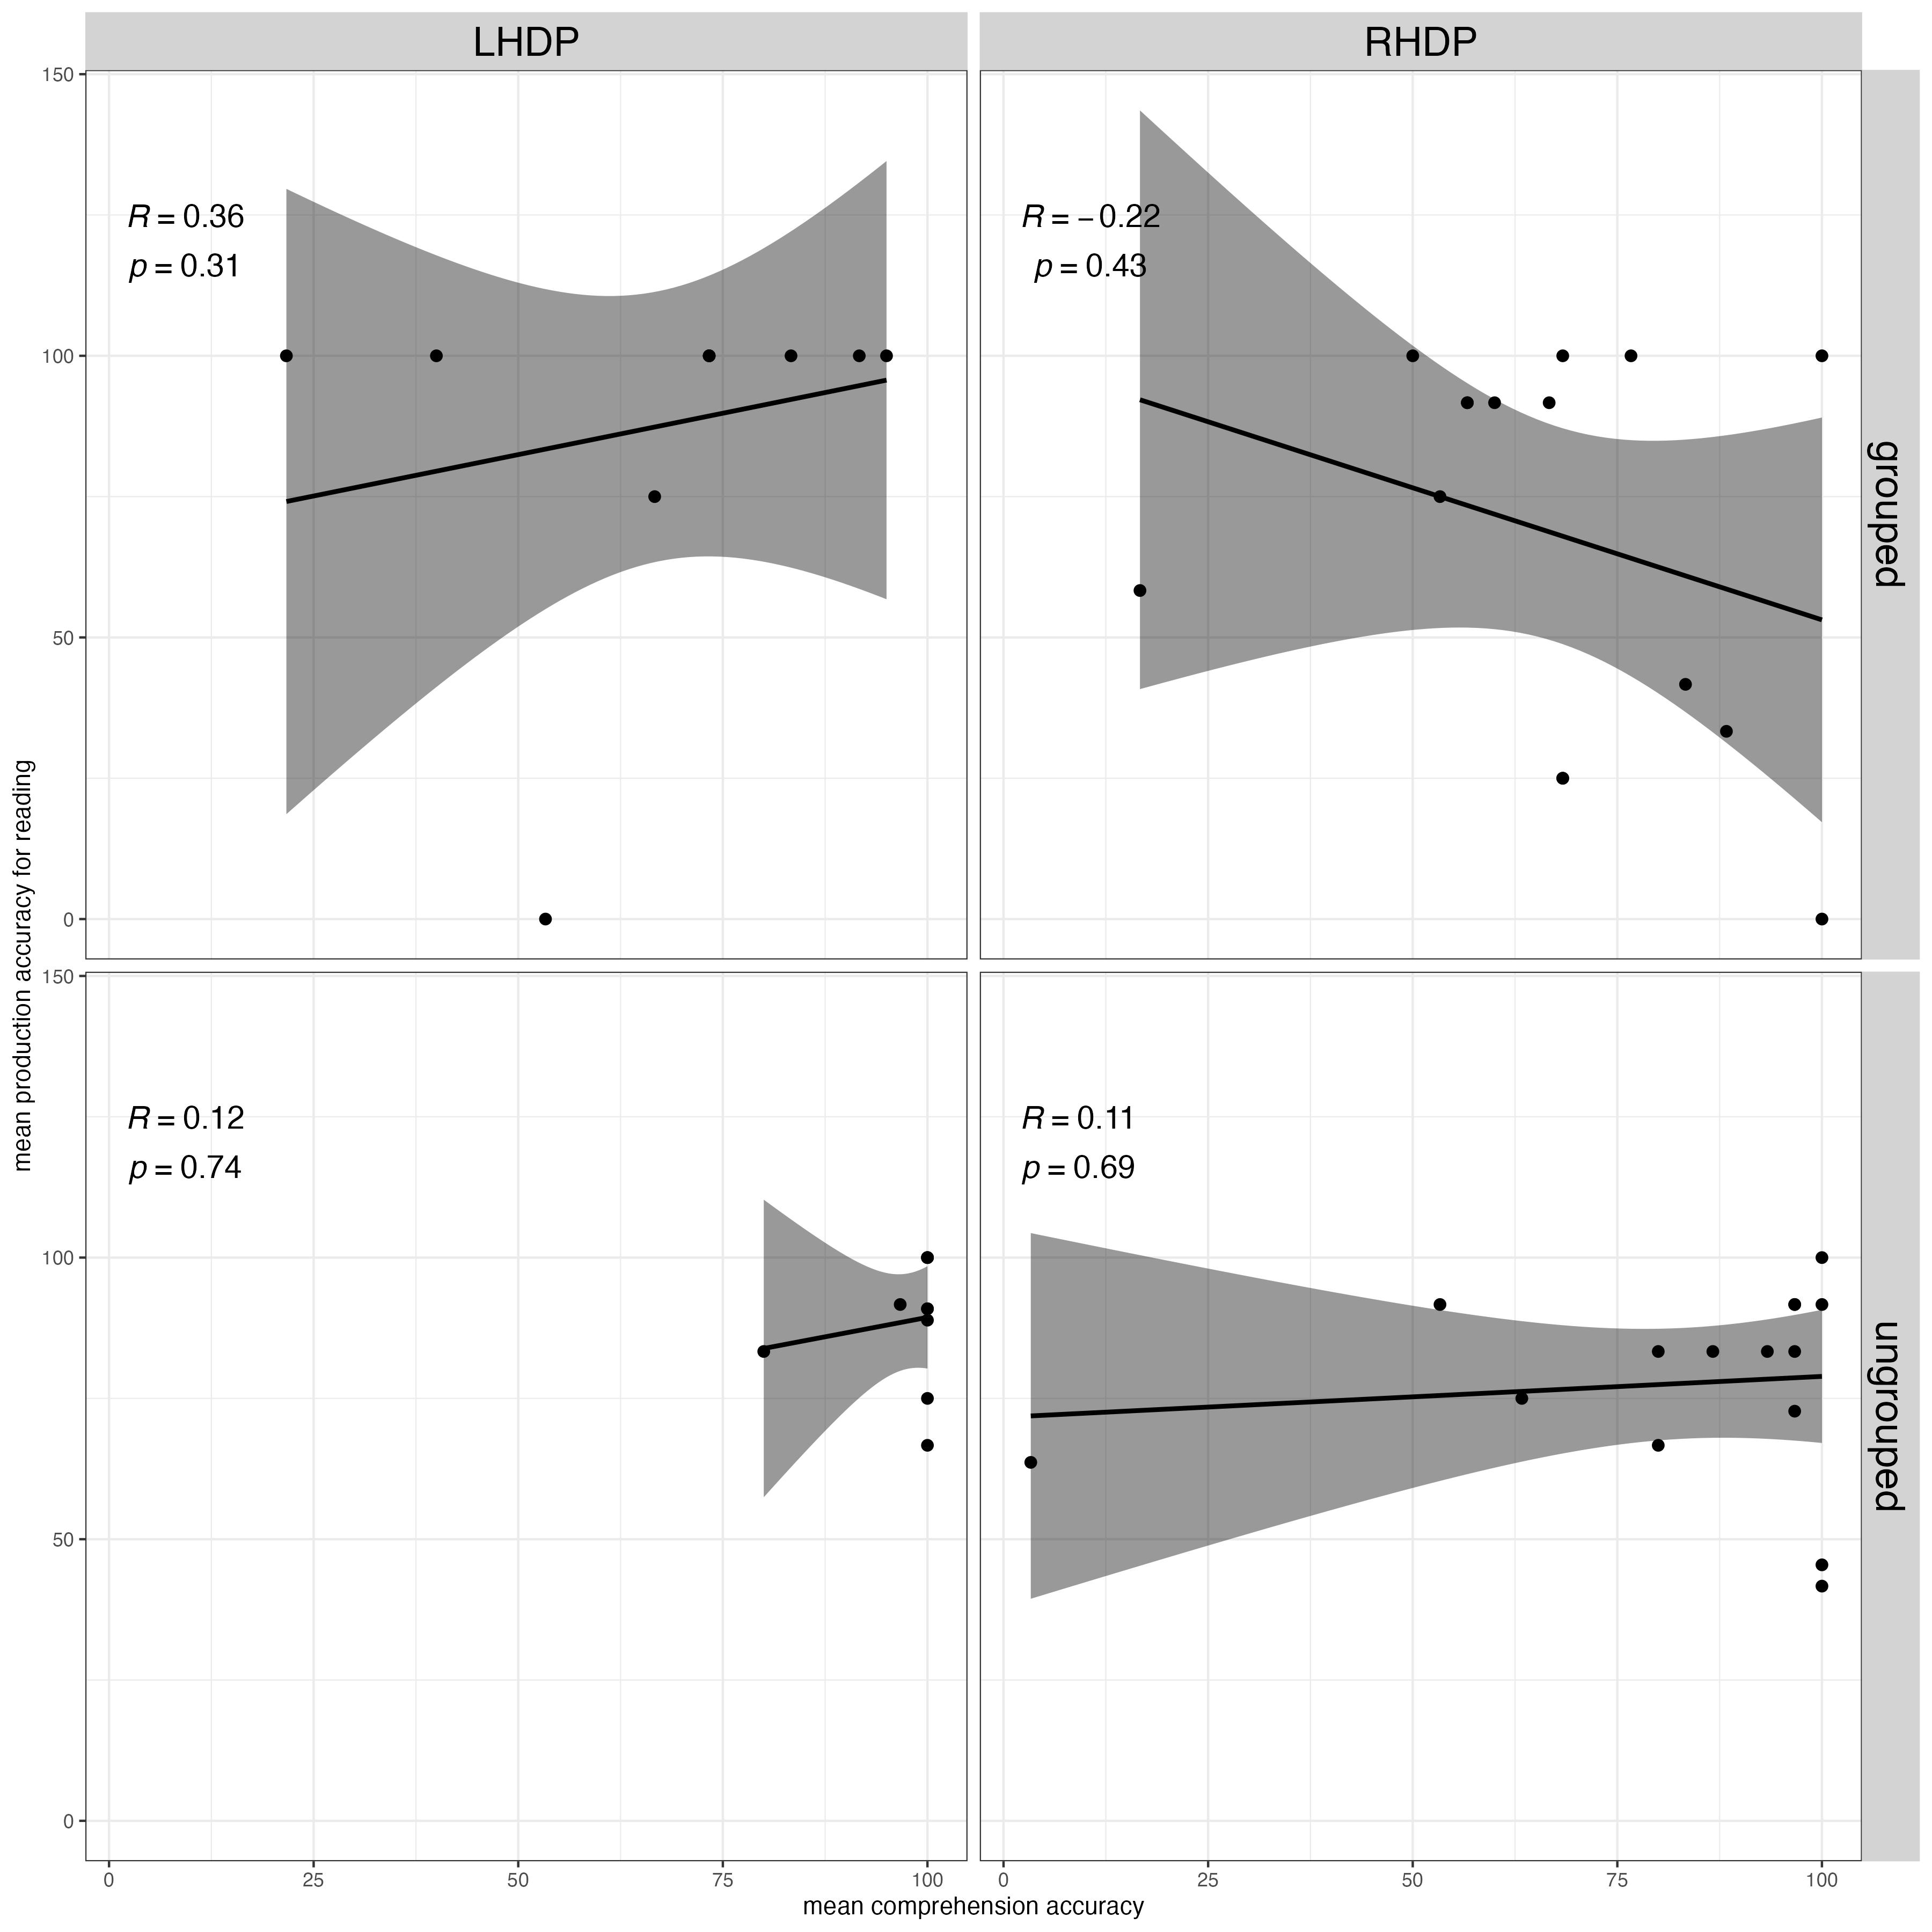 LHDP
RHDP
150
100
50
0
R = 0.36
p = 0.31
R = −0.22
p = 0.43
grouped
mean production accuracy for reading
150
100
50
0
R = 0.12
p = 0.74
R = 0.11
p = 0.69
ungrouped
0 25 50 75 100
0 25 50 75 100
mean comprehension accuracy